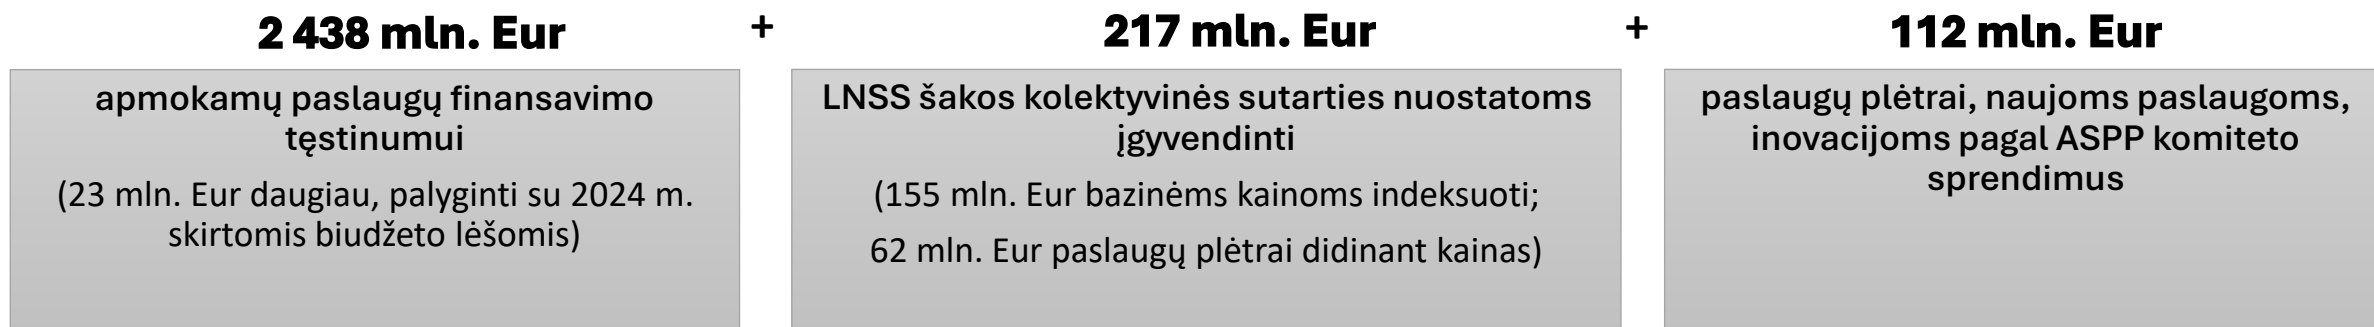 2 438 mln. Eur
apmokamų paslaugų finansavimo
tęstinumui
(23 mln. Eur daugiau, palyginti su 2024 m.
skirtomis biudžeto lėšomis)
+
217 mln. Eur
LNSS šakos kolektyvinės sutarties nuostatoms
įgyvendinti
(155 mln. Eur bazinėms kainoms indeksuoti;
62 mln. Eur paslaugų plėtrai didinant kainas)
+
112 mln. Eur
paslaugų plėtrai, naujoms paslaugoms,
inovacijoms pagal ASPP komiteto
sprendimus